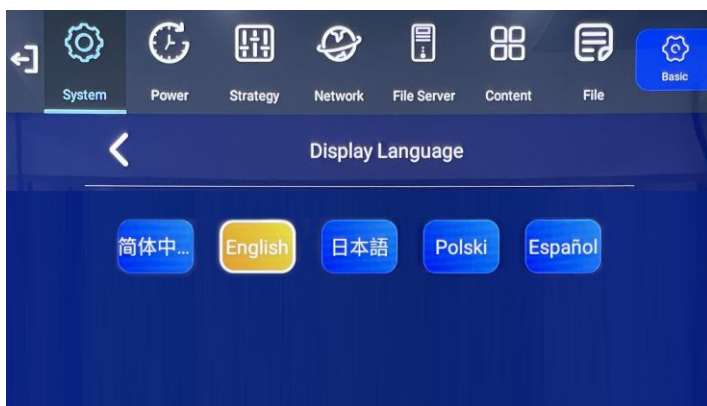 System
Power
Strategy
Network
File Server
Content
File
Basic
Display Language
简体中...
English
日本語
Polski
Español